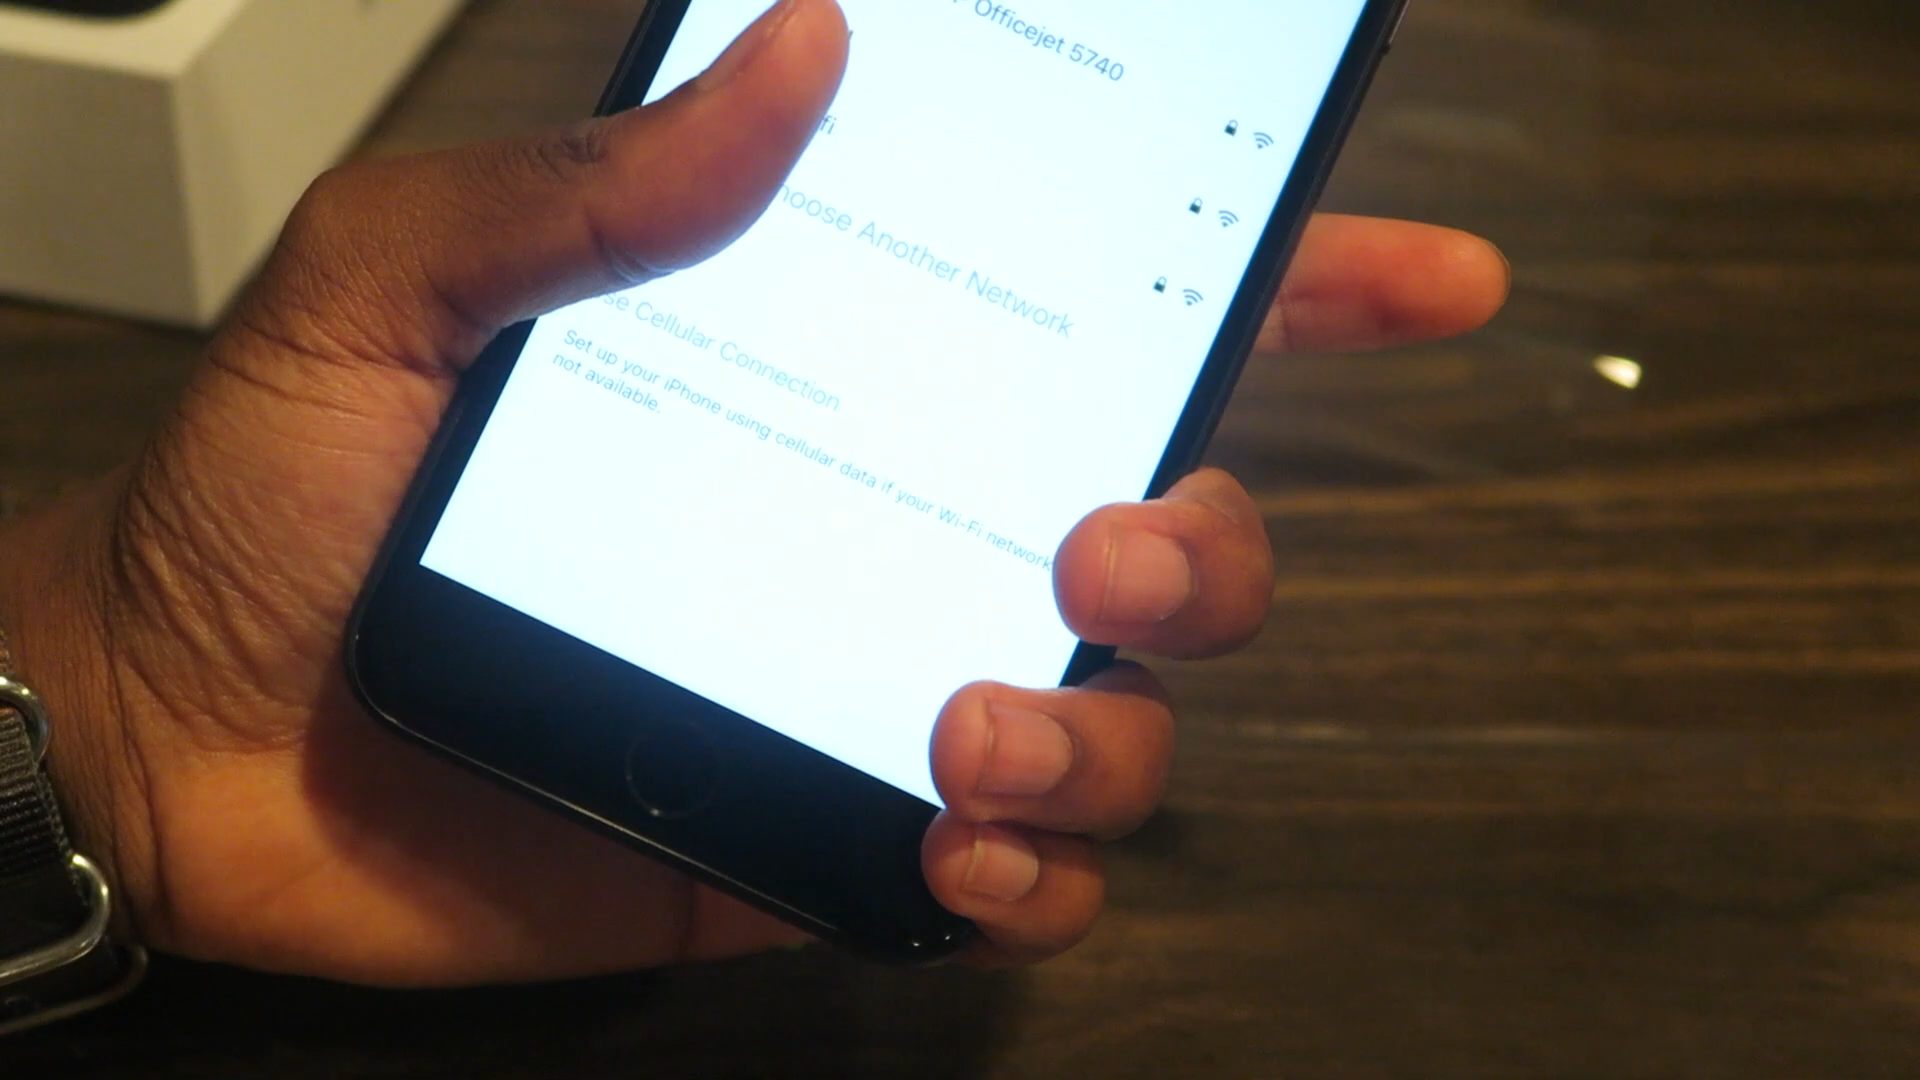 Officejet 5740
fi
hoose Another Network
se Cellular Connection
Set up your iPhone using cellular data if your Wi-Fi network
not available.